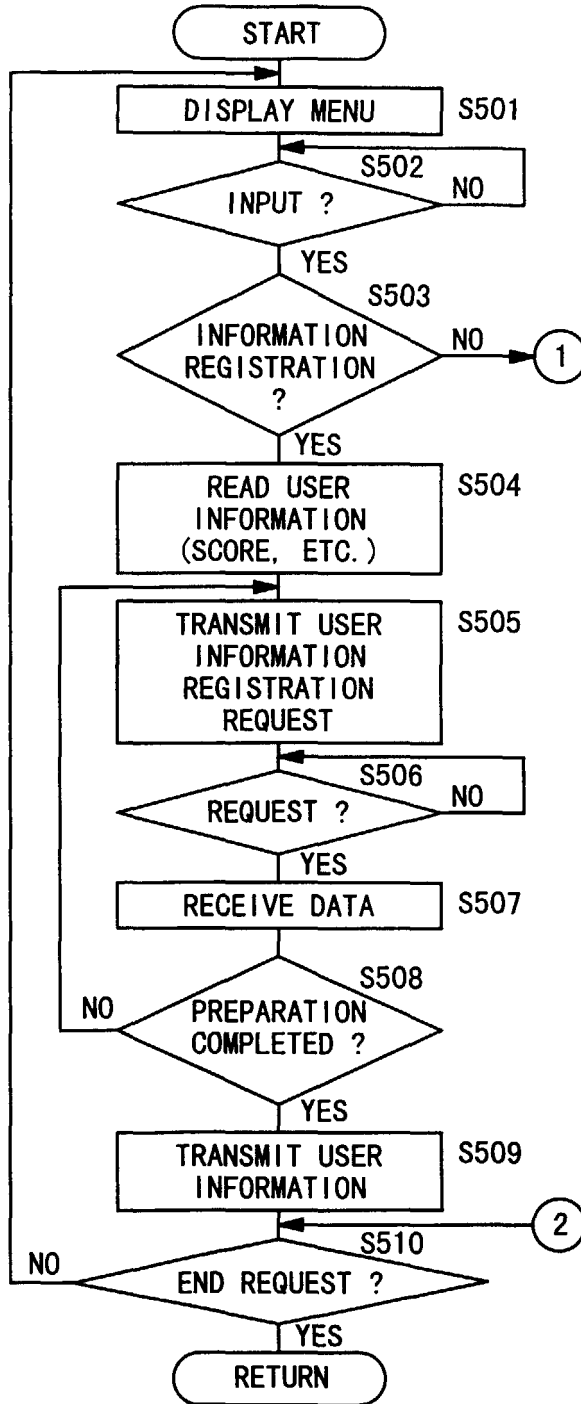 START
DISPLAY MENU S501
S502
INPUT ? NO
YES
S503
INFORMATION
REGISTRATION
?
NO
1
YES
READ USER
INFORMATION
(SCORE, ETC.)
S504
TRANSMIT USER
INFORMATION
REGISTRATION
REQUEST
S505
S506
REQUEST ? NO
YES
RECEIVE DATA S507
S508
NO
PREPARATION
COMPLETED ?
YES
TRANSMIT USER
INFORMATION
S509
2
S510
NO
END REQUEST ?
YES
RETURN